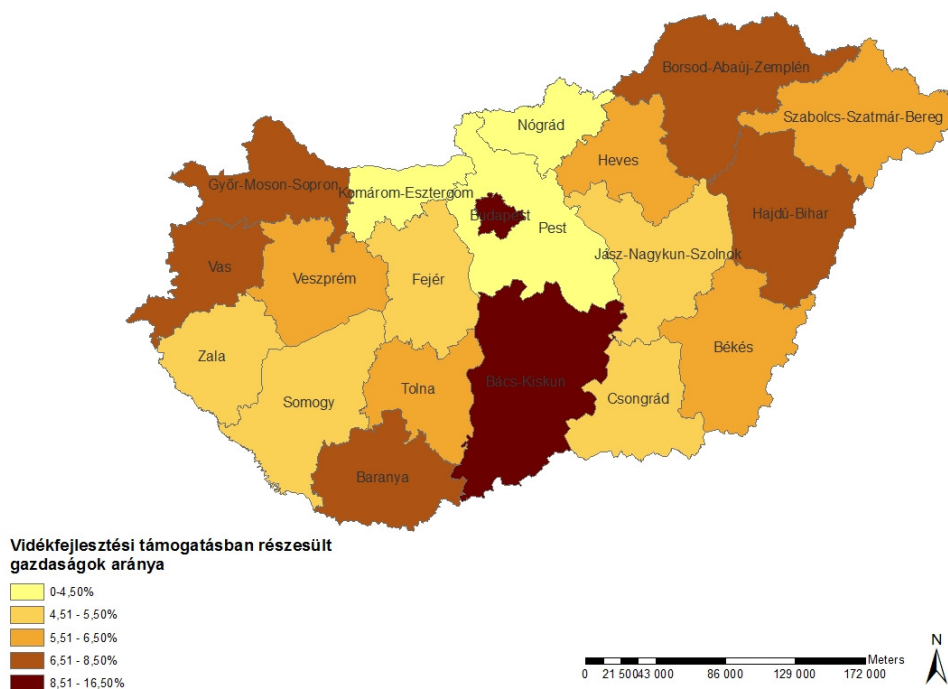 Borsod-Abaúj-Zemplén
Szabolcs-Szatmár-Bereg
Nógrád
Heves
Győr-Moson-Sopron
Komárom-Esztergom
Budapest
Pest
Hajdú-Bihar
Vas
Veszprém
Fejér
Jász-Nagykun-Szolnok
Zala
Somogy
Tolna
Bács-Kiskun
Csongrád
Békés
Baranya
Vidékfejlesztési támogatásban részesült
gazdaságok aránya
0-4,50%
4,51 - 5,50%
5,51 - 6,50%
6,51 - 8,50%
8,51 - 16,50%
N
Meters
0 21 50043 000 86 000 129 000 172 000